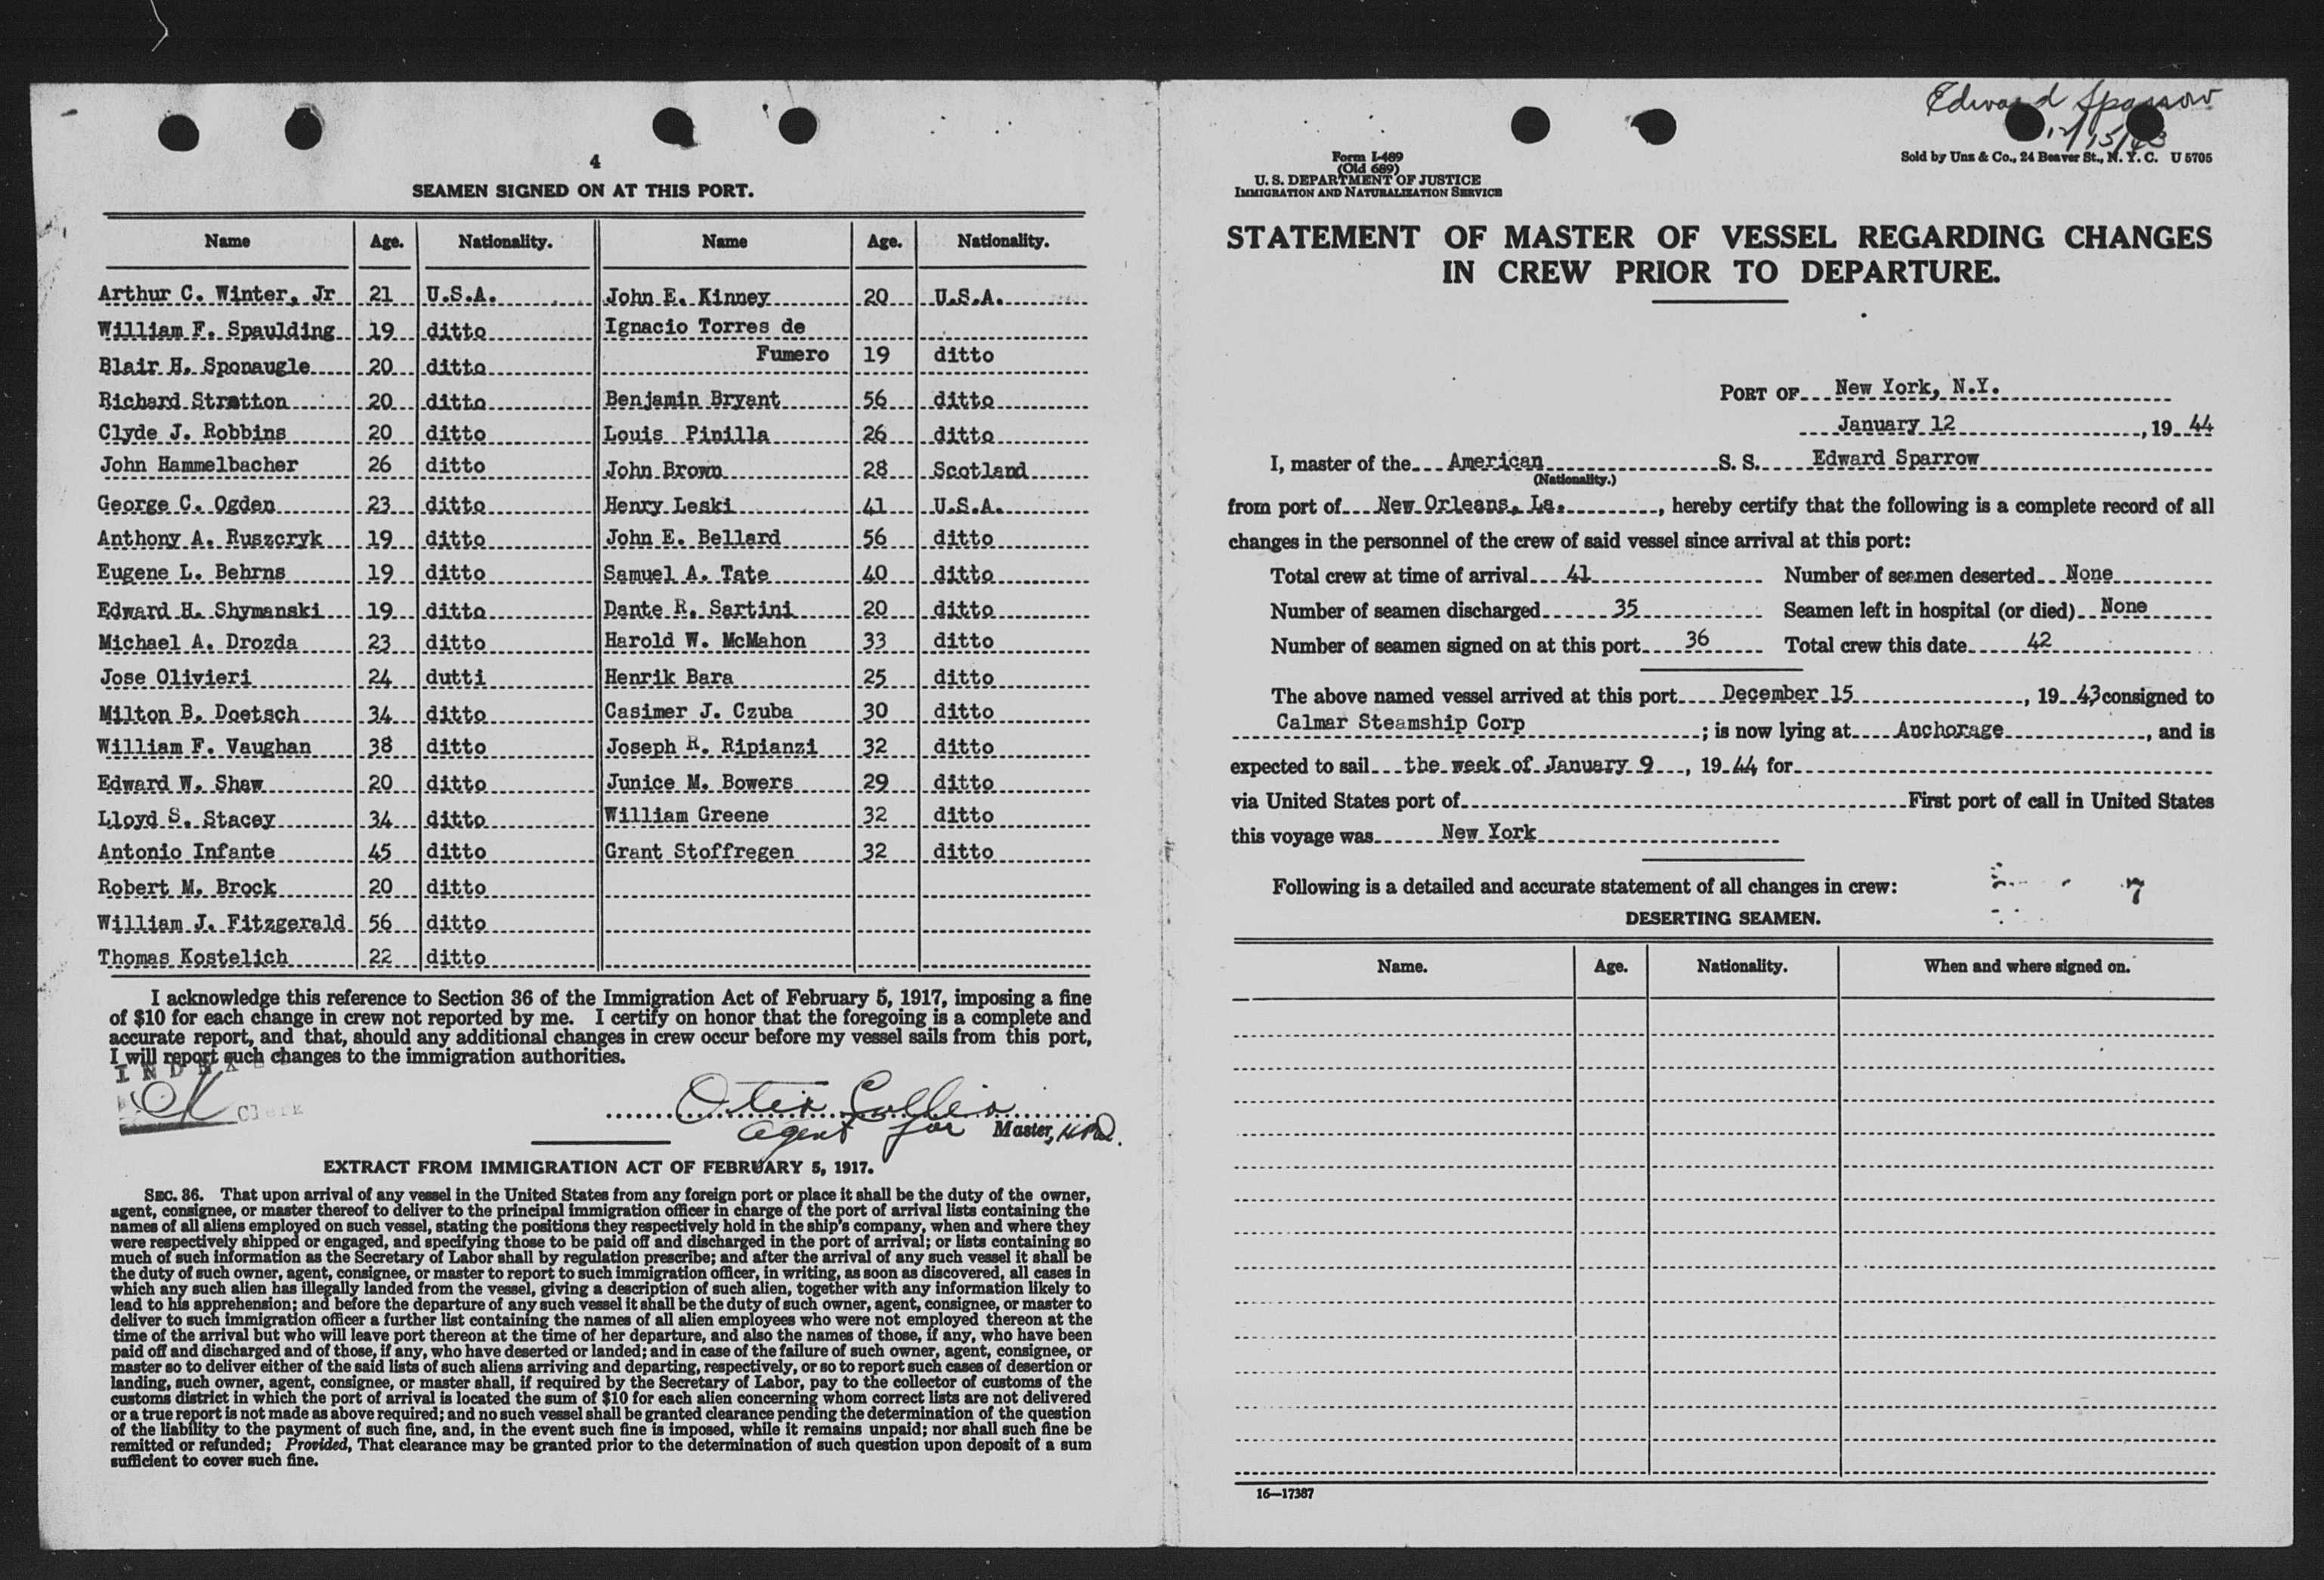 4
SEAMEN SIGNED ON AT THIS PORT.
Name Age. Nationality. Name Age. Nationality.
Arthur C. Winter, Jr 21 U.S.A. John E. Kinney 20 U.S.A.
William F. Spaulding 19 ditto Ignacio Torres de
Blair H. Sponaugle 20 ditto Fumero 19 ditto
Richard Stratton 20 ditto Benjamin Bryant 56 ditto
Clyde J. Robbins 20 ditto Louis Pinilla 26 ditto
John Hammelbacher 26 ditto John Brown 28 Scotland
George C. Ogden 23 ditto Henry Leski 41 U.S.A.
Anthony A. Ruszcryk 19 ditto John E. Bellard 56 ditto
Eugene L. Behrns 19 ditto Samuel A. Tate 40 ditto
Edward H. Shymanski 19 ditto Dante R. Sartini 20 ditto
Michael A. Drozda 23 ditto Harold W. McMahon 33 ditto
Jose Olivieri 24 dutti Henrik Bara 25 ditto
Milton B. Doetsch 34 ditto Casimer J. Czuba 30 ditto
William F. Vaughan 38 ditto Joseph R. Ripianzi 32 ditto
Edward W. Shaw 20 ditto Junice M. Bowers 29 ditto
Lloyd S. Stacey 34 ditto William Greene 32 ditto
Antonio Infante 45 ditto Grant Stoffregen 32 ditto
Robert M. Brock 20 ditto
William J. Fitzgerald 56 ditto
Thomas Kostelich 22 ditto
I acknowledge this reference to Section 36 of the Immigration Act of February 5, 1917, imposing a fine
of $10 for each change in crew not reported by me. I certify on honor that the foregoing is a complete and
accurate report, and that, should any additional changes in crew occur before my vessel sails from this port,
I will report such changes to the immigration authorities.
Clerk
agent for Master,
EXTRACT FROM IMMIGRATION ACT OF FEBRUARY 5, 1917.
SEC. 36. That upon arrival of any vessel in the United States from any foreign port or place it shall be the duty of the owner,
agent, consignee, or master thereof to deliver to the principal immigration officer in charge of the port of arrival lists containing the
names of all aliens employed on such vessel, stating the positions they respectively hold in the ship's company, when and where they
were respectively shipped or engaged, and specifying those to be paid off and discharged in the port of arrival; or lists containing so
much of such information as the Secretary of Labor shall by regulation prescribe; and after the arrival of any such vessel it shall be
the duty of such owner, agent, consignee, or master to report to such immigration officer, in writing, as soon as discovered, all cases in
which any such alien has illegally landed from the vessel, giving a description of such alien, together with any information likely to
lead to his apprehension; and before the departure of any such vessel it shall be the duty of such owner, agent, consignee, or master to
deliver to such immigration officer a further list containing the names of all alien employees who were not employed thereon at the
time of the arrival but who will leave port thereon at the time of her departure, and also the names of those, if any, who have been
paid off and discharged and of those, if any, who have deserted or landed; and in case of the failure of such owner, agent, consignee, or
master so to deliver either of the said lists of such aliens arriving and departing, respectively, or so to report such cases of desertion or
landing, such owner, agent, consignee, or master shall, if required by the Secretary of Labor, pay to the collector of customs of the
customs district in which the port of arrival is located the sum of $10 for each alien concerning whom correct lists are not delivered
or a true report is not made as above required; and no such vessel shall be granted clearance pending the determination of the question
of the liability to the payment of such fine, and, in the event such fine is imposed, while it remains unpaid; nor shall such fine be
remitted or refunded; Provided, That clearance may be granted prior to the determination of such question upon deposit of a sum
sufficient to cover such fine.
Edward Sparrow
12/15/43
Form I-489
(Old 689)
U. S. DEPARTMENT OF JUSTICE
IMMIGRATION AND NATURALIZATION SERVICE
Sold by Unz & Co., 24 Beaver St., N. Y. C. U 5705
STATEMENT OF MASTER OF VESSEL REGARDING CHANGES
IN CREW PRIOR TO DEPARTURE.
PORT OF New York, N.Y.
January 12, 19 44
I, master of the American S. S. Edward Sparrow
(Nationality.)
from port of New Orleans, La., hereby certify that the following is a complete record of all
changes in the personnel of the crew of said vessel since arrival at this port:
Total crew at time of arrival 41 Number of seamen deserted None
Number of seamen discharged 35 Seamen left in hospital (or died) None
Number of seamen signed on at this port 36 Total crew this date 42
The above named vessel arrived at this port December 15, 19 43 consigned to
Calmar Steamship Corp; is now lying at Anchorage, and is
expected to sail the week of January 9, 19 44 for
via United States port of First port of call in United States
this voyage was New York
Following is a detailed and accurate statement of all changes in crew: 7
DESERTING SEAMEN.
Name. Age. Nationality. When and where signed on.
16—17387